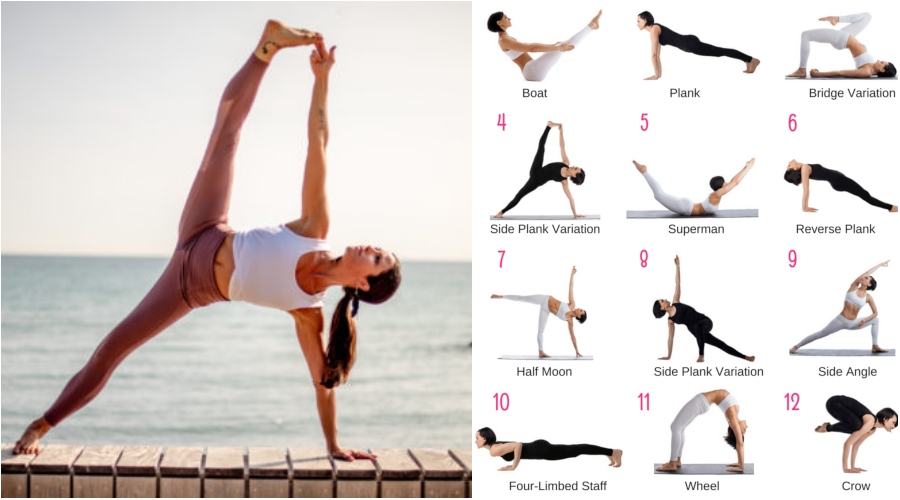 Boat
Plank
Bridge Variation
4
5
6
Side Plank Variation
Superman
Reverse Plank
7
8
9
Half Moon
Side Plank Variation
Side Angle
10
11
12
Four-Limbed Staff
Wheel
Crow